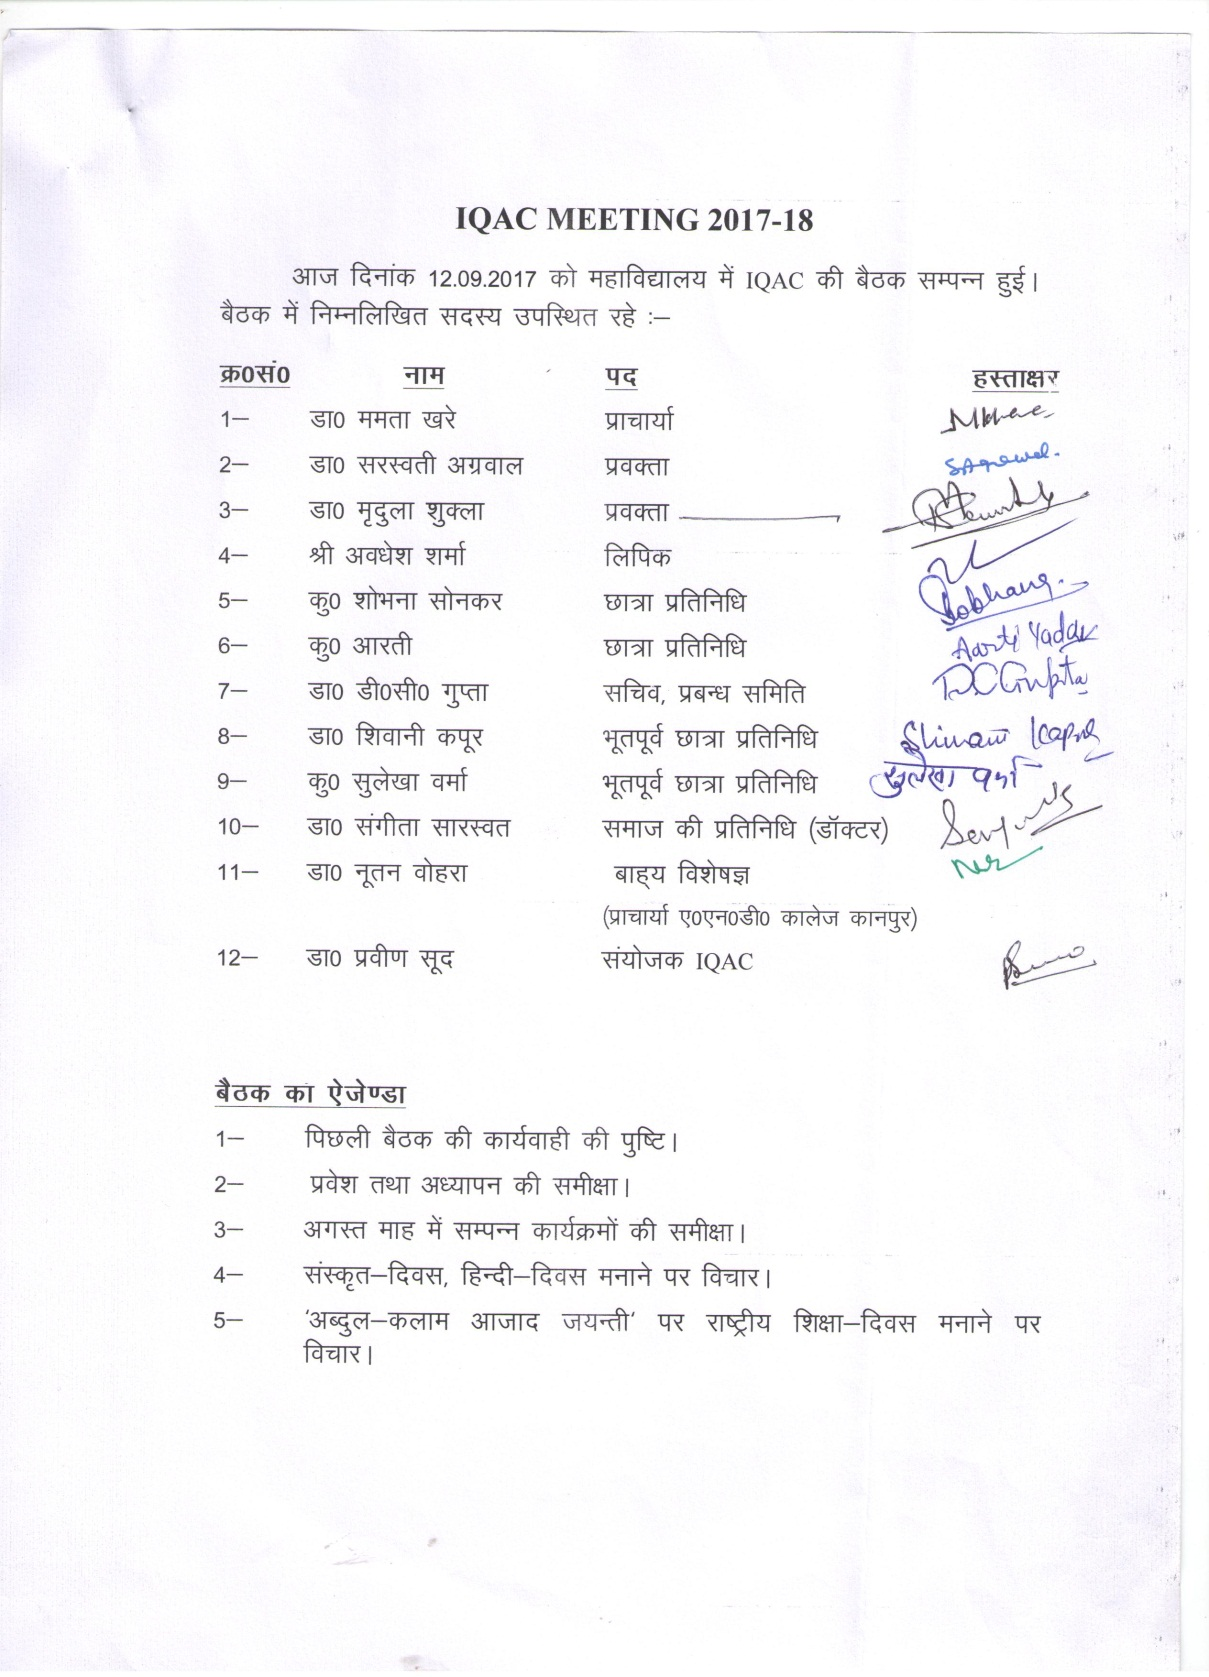 IQAC MEETING 2017-18
आज दिनांक 12.09.2017 को महाविद्यालय में IQAC की बैठक सम्पन्न हुई।
बैठक में निम्नलिखित सदस्य उपस्थित रहे :–
क्र0सं0 नाम पद हस्ताक्षर
1– डा0 ममता खरे प्राचार्या
2– डा0 सरस्वती अग्रवाल प्रवक्ता SAgrawal.
3– डा0 मृदुला शुक्ला प्रवक्ता
4– श्री अवधेश शर्मा लिपिक
5– कु0 शोभना सोनकर छात्रा प्रतिनिधि
6– कु0 आरती छात्रा प्रतिनिधि Aarti Yadav
7– डा0 डी0सी0 गुप्ता सचिव, प्रबन्ध समिति DCGupta
8– डा0 शिवानी कपूर भूतपूर्व छात्रा प्रतिनिधि Shivani Kapoor
9– कु0 सुलेखा वर्मा भूतपूर्व छात्रा प्रतिनिधि सुलेखा वर्मा
10– डा0 संगीता सारस्वत समाज की प्रतिनिधि (डॉक्टर)
11– डा0 नूतन वोहरा बाह्य विशेषज्ञ
(प्राचार्या ए0एन0डी0 कालेज कानपुर)
12– डा0 प्रवीण सूद संयोजक IQAC
बैठक का ऐजेण्डा
1– पिछली बैठक की कार्यवाही की पुष्टि।
2– प्रवेश तथा अध्यापन की समीक्षा।
3– अगस्त माह में सम्पन्न कार्यक्रमों की समीक्षा।
4– संस्कृत–दिवस, हिन्दी–दिवस मनाने पर विचार।
5– ‘अब्दुल–कलाम आजाद जयन्ती’ पर राष्ट्रीय शिक्षा–दिवस मनाने पर
विचार।